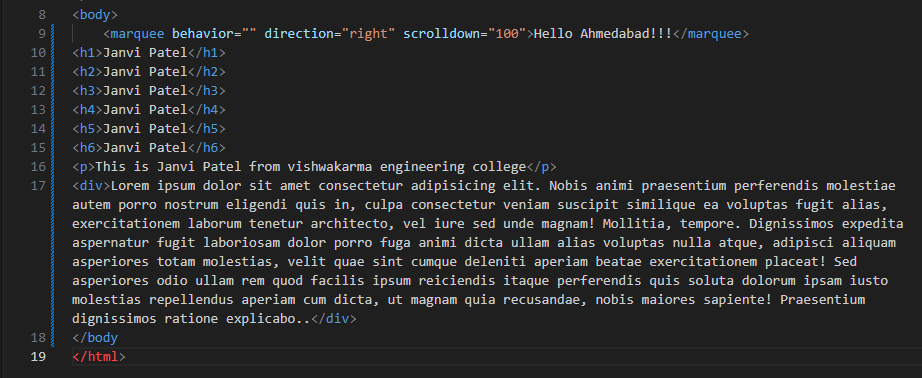 8 <body>
9 <marquee behavior="" direction="right" scrolldown="100">Hello Ahmedabad!!!</marquee>
10 <h1>Janvi Patel</h1>
11 <h2>Janvi Patel</h2>
12 <h3>Janvi Patel</h3>
13 <h4>Janvi Patel</h4>
14 <h5>Janvi Patel</h5>
15 <h6>Janvi Patel</h6>
16 <p>This is Janvi Patel from vishwakarma engineering college</p>
17 <div>Lorem ipsum dolor sit amet consectetur adipisicing elit. Nobis animi praesentium perferendis molestiae
autem porro nostrum eligendi quis in, culpa consectetur veniam suscipit similique ea voluptas fugit alias,
exercitationem laborum tenetur architecto, vel iure sed unde magnam! Mollitia, tempore. Dignissimos expedita
aspernatur fugit laboriosam dolor porro fuga animi dicta ullam alias voluptas nulla atque, adipisci aliquam
asperiores totam molestias, velit quae sint cumque deleniti aperiam beatae exercitationem placeat! Sed
asperiores odio ullam rem quod facilis ipsum reiciendis itaque perferendis quis soluta dolorum ipsam iusto
molestias repellendus aperiam cum dicta, ut magnam quia recusandae, nobis maiores sapiente! Praesentium
dignissimos ratione explicabo..</div>
18 </body
19 </html>